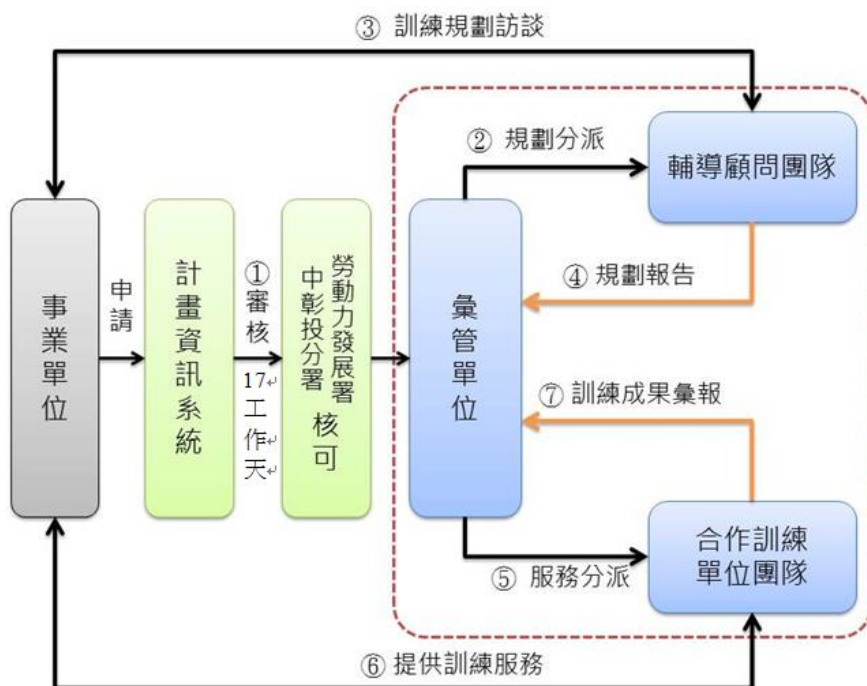 ③ 訓練規劃訪談
② 規劃分派
輔導顧問團隊
④ 規劃報告
事業單位
申請
計畫資訊系統
①審核
17
工作天
勞動力發展署
中彰投分署
核可
彙管單位
⑦ 訓練成果彙報
合作訓練
單位團隊
⑤ 服務分派
⑥ 提供訓練服務